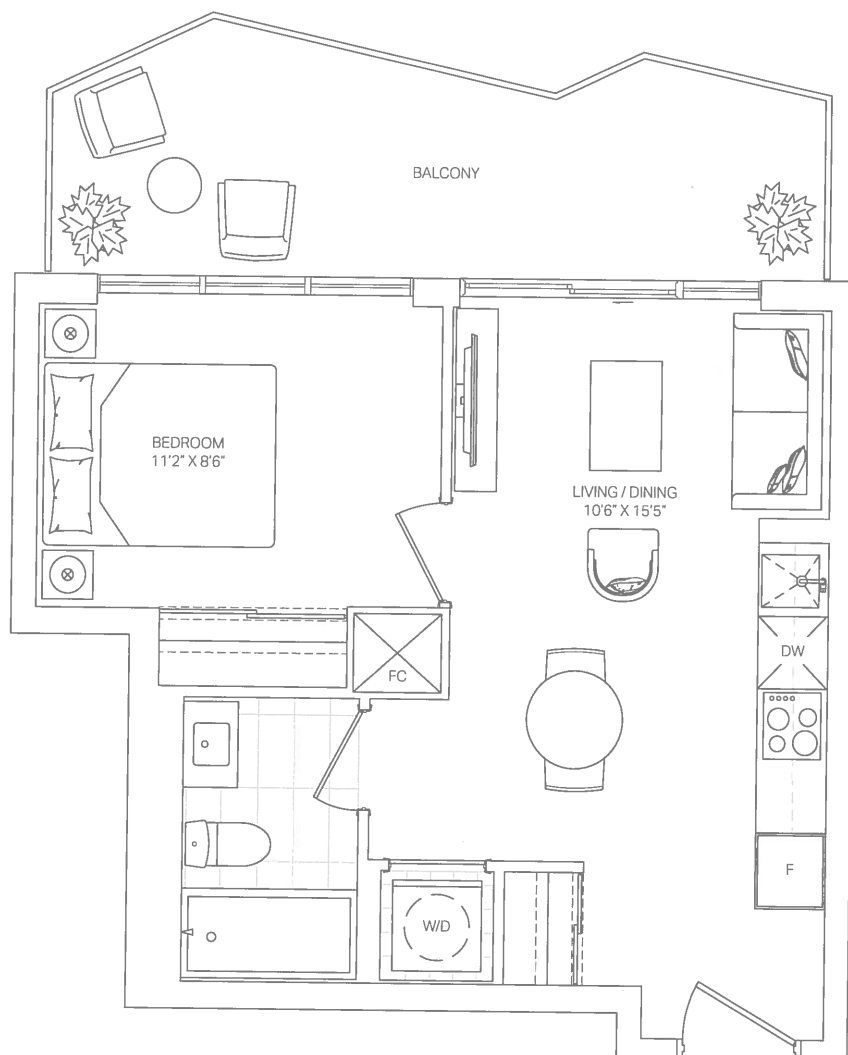 BALCONY
BEDROOM
11'2" X 8'6"
LIVING / DINING
10'6" X 15'5"
DW
FC
F
W/D